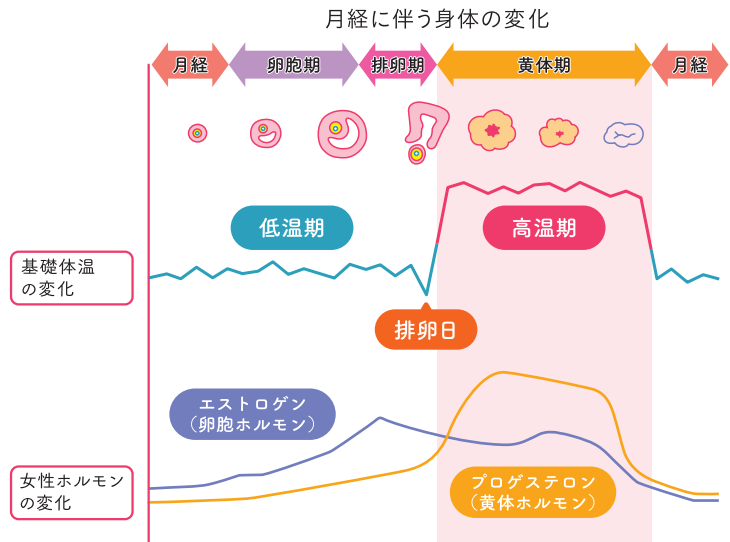 月経に伴う身体の変化
月経
卵胞期
排卵期
黄体期
月経
低温期
高温期
基礎体温
の変化
排卵日
エストロゲン
（卵胞ホルモン）
女性ホルモン
の変化
プロゲステロン
（黄体ホルモン）